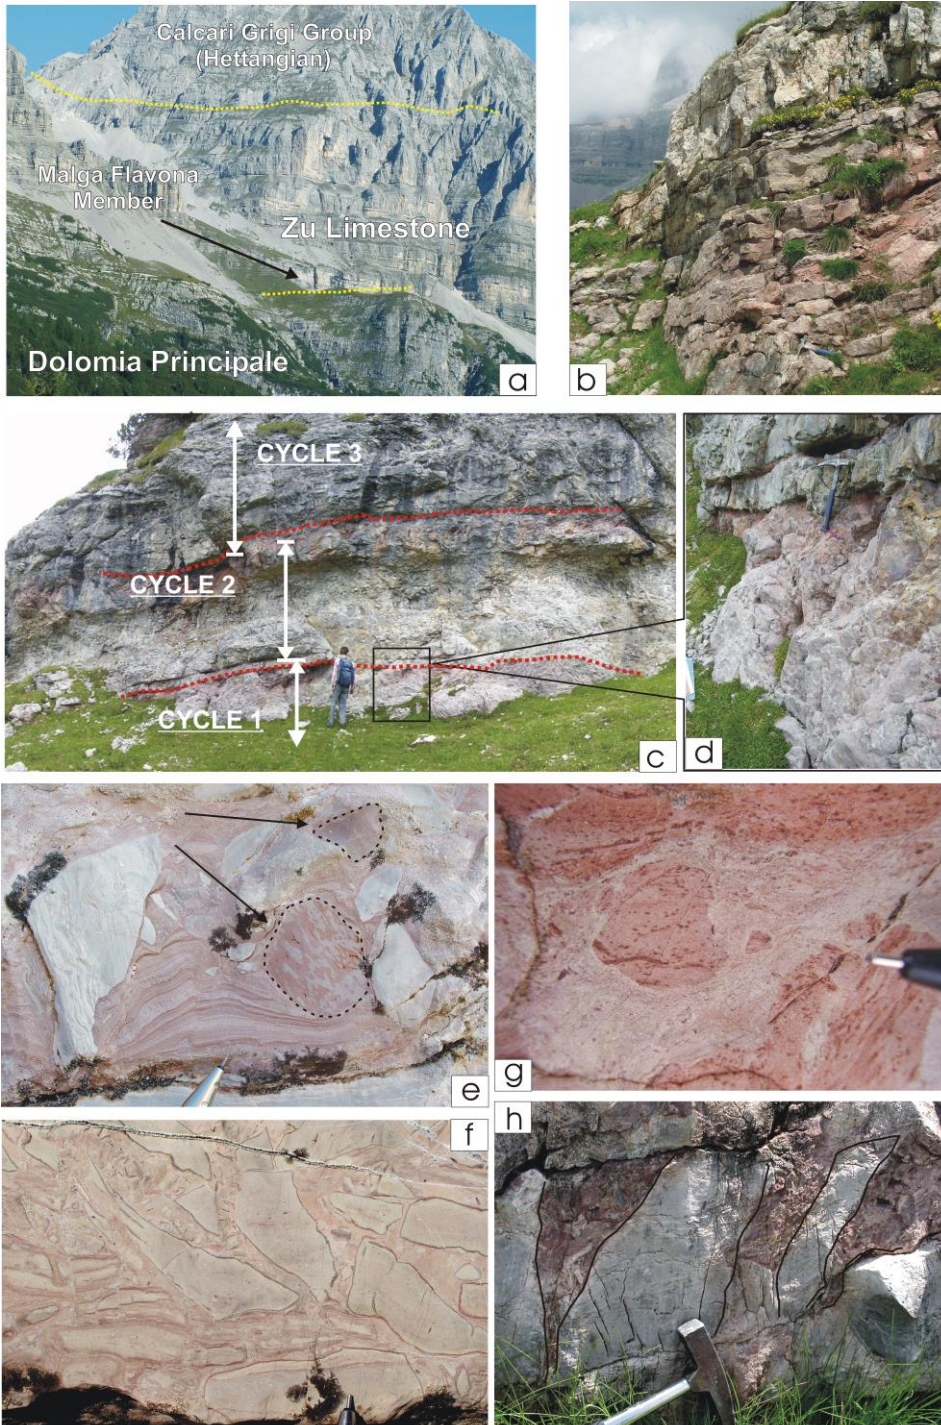 Calcari Grigi Group
(Hettangian)
Malga Flavona
Member
Zu Limestone
Dolomia Principale
a
b
CYCLE 3
CYCLE 2
CYCLE 1
c
d
e
g
f
h